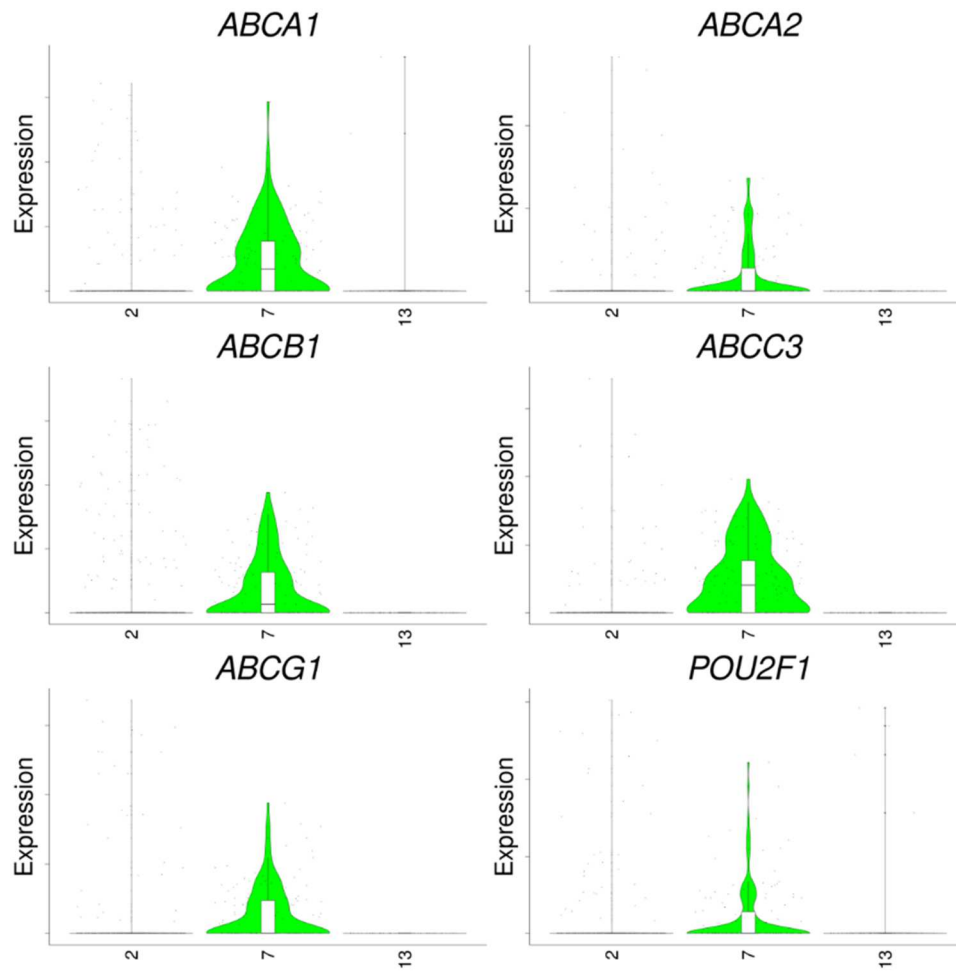 ABCA1 ABCA2
Expression Expression
2 7 13 2 7 13
ABCB1 ABCC3
Expression Expression
2 7 13 2 7 13
ABCG1 POU2F1
Expression Expression
2 7 13 2 7 13